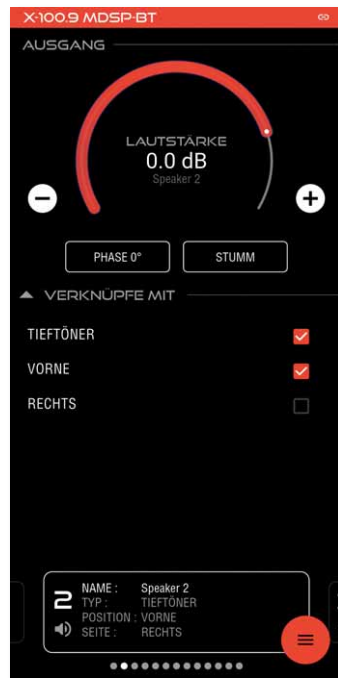 X-100.9 MDSP-BT
AUSGANG
LAUTSTÄRKE
0.0 dB
Speaker 2
PHASE 0° STUMM
VERKNÜPFE MIT
TIEFTÖNER
VORNE
RECHTS
2
NAME : Speaker 2
TYP : TIEFTÖNER
POSITION : VORNE
SEITE : RECHTS